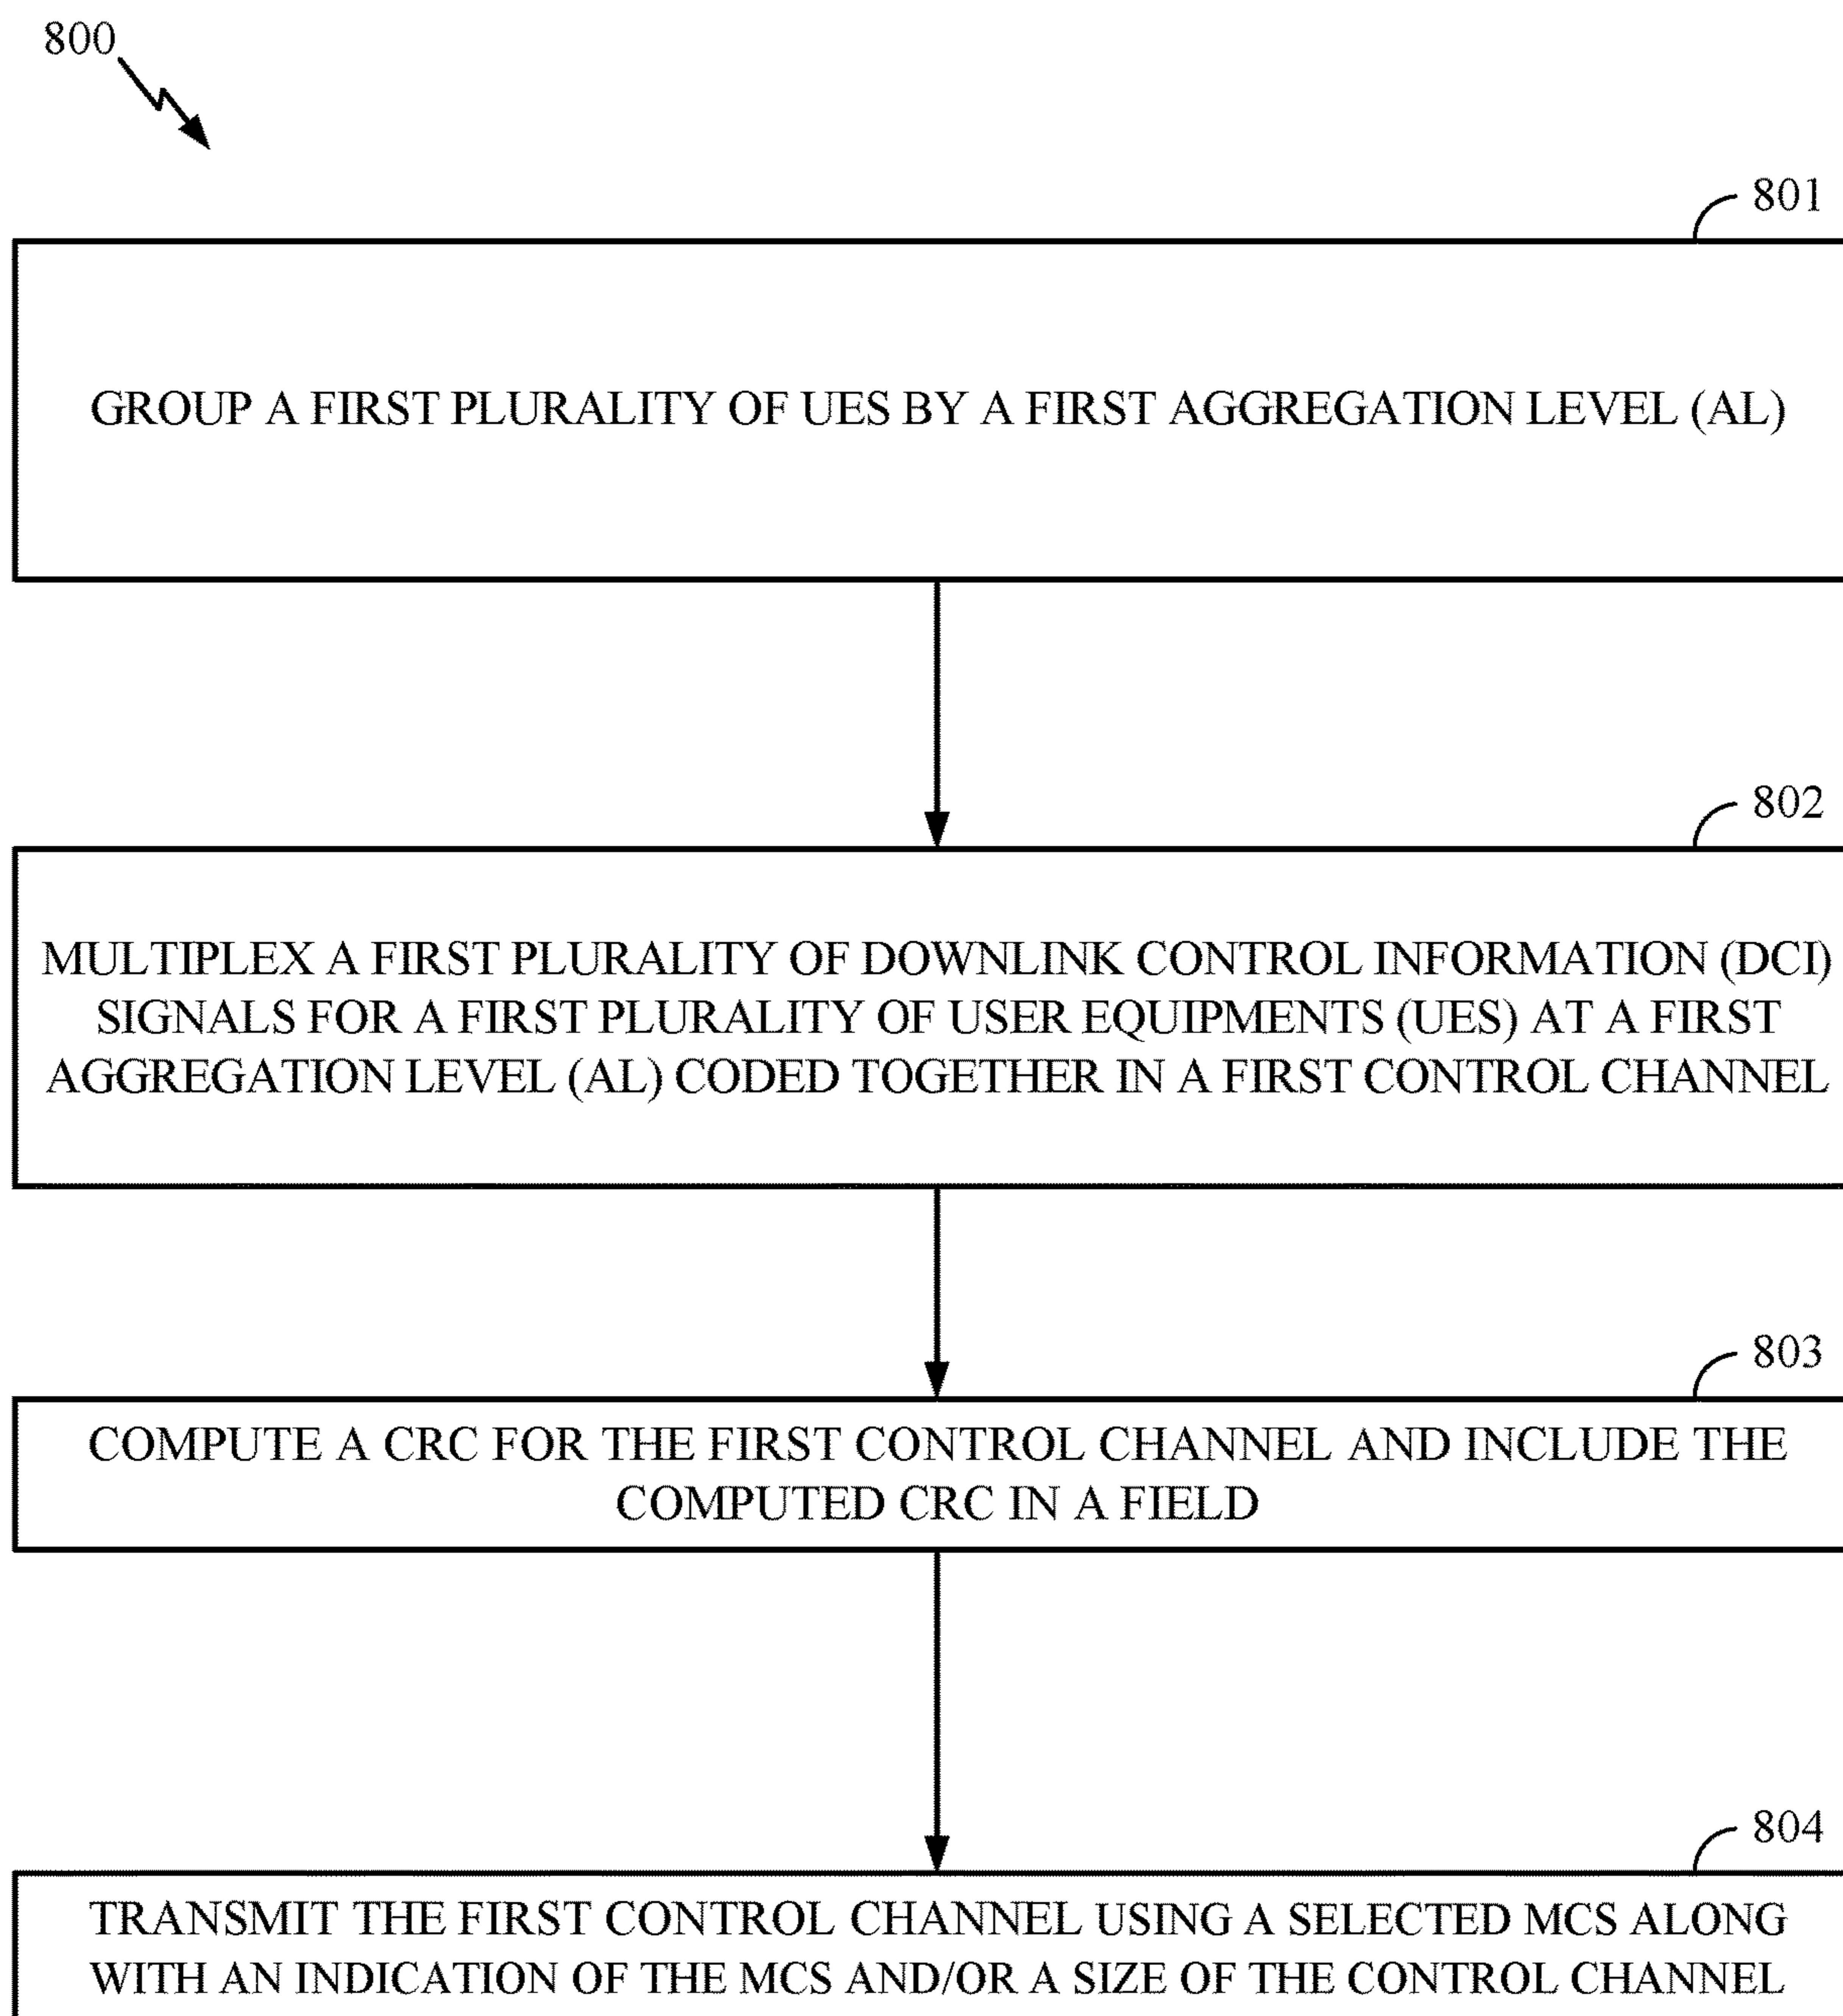 800
801
GROUP A FIRST PLURALITY OF UES BY A FIRST AGGREGATION LEVEL (AL)
802
MULTIPLEX A FIRST PLURALITY OF DOWNLINK CONTROL INFORMATION (DCI)
SIGNALS FOR A FIRST PLURALITY OF USER EQUIPMENTS (UES) AT A FIRST
AGGREGATION LEVEL (AL) CODED TOGETHER IN A FIRST CONTROL CHANNEL
803
COMPUTE A CRC FOR THE FIRST CONTROL CHANNEL AND INCLUDE THE
COMPUTED CRC IN A FIELD
804
TRANSMIT THE FIRST CONTROL CHANNEL USING A SELECTED MCS ALONG
WITH AN INDICATION OF THE MCS AND/OR A SIZE OF THE CONTROL CHANNEL